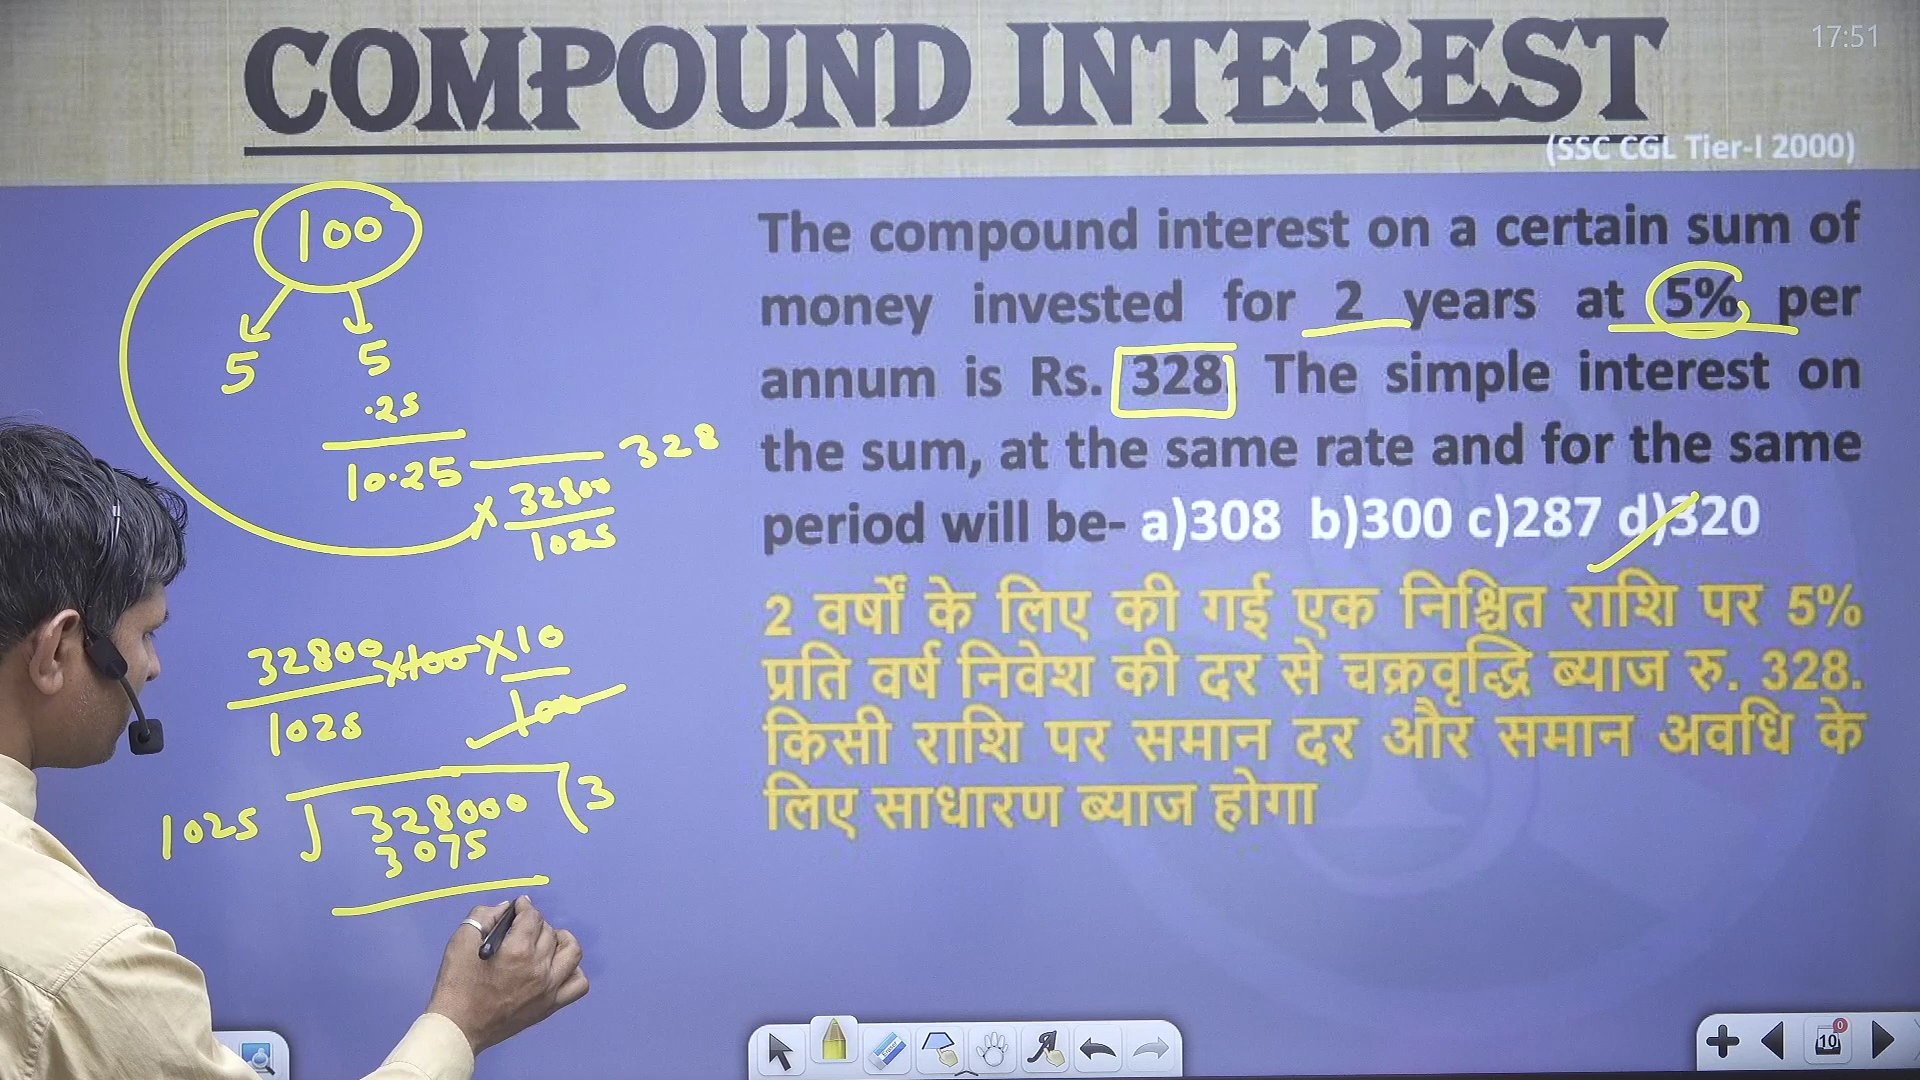 17:51
COMPOUND INTEREST
(SSC CGL Tier-I 2000)
The compound interest on a certain sum of
money invested for 2 years at 5% per
annum is Rs. 328. The simple interest on
the sum, at the same rate and for the same
period will be- a)308 b)300 c)287 d)320
2 वर्षों के लिए की गई एक निश्चित राशि पर 5%
प्रति वर्ष निवेश की दर से चक्रवृद्धि ब्याज रु. 328.
किसी राशि पर समान दर और समान अवधि के
लिए साधारण ब्याज होगा
100
5 5
.25
10.25 328
× 32800
1025
32800 ×100 ×10
1025 100
1025 328000 (3
3075
0
10